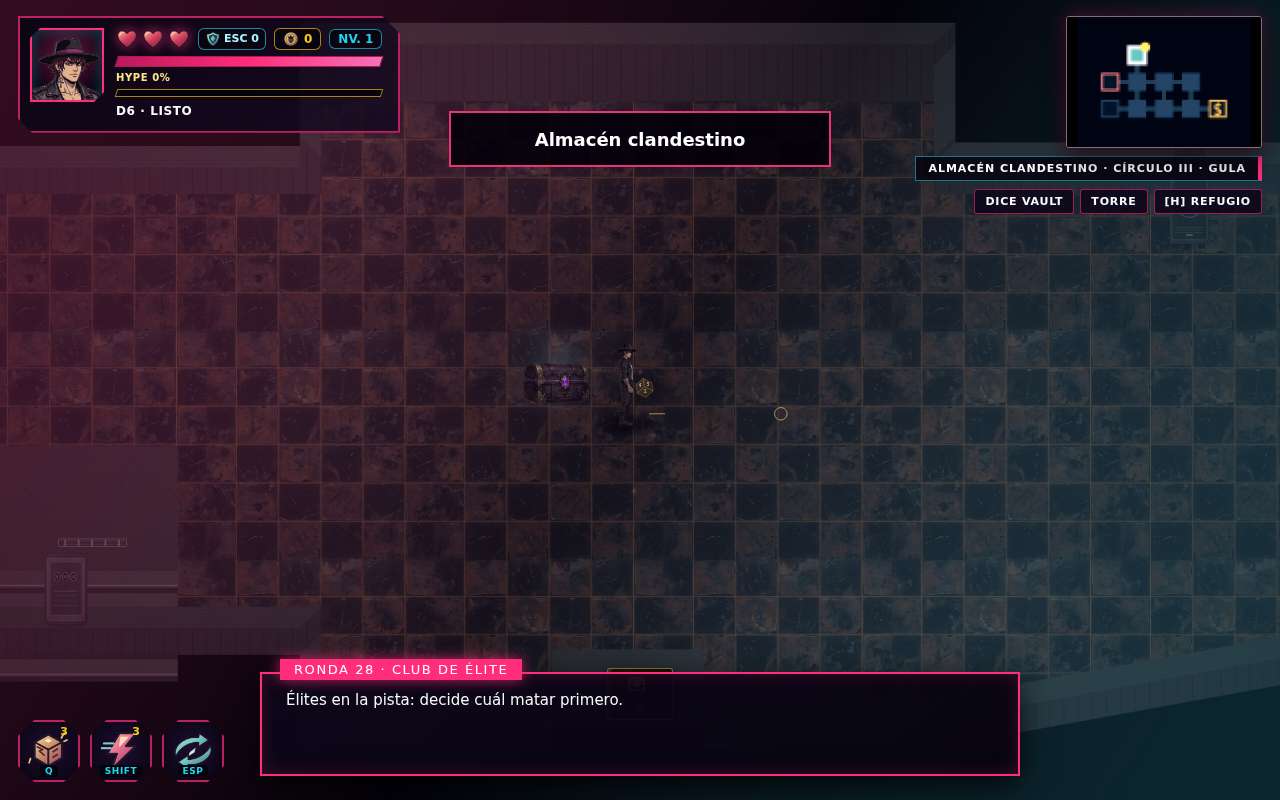 ESC 0
0
NV. 1
HYPE 0%
D6 · LISTO
Almacén clandestino
$
ALMACÉN CLANDESTINO · CÍRCULO III · GULA
DICE VAULT
TORRE
[H] REFUGIO
RONDA 28 · CLUB DE ÉLITE
Élites en la pista: decide cuál matar primero.
3
Q
3
SHIFT
ESP